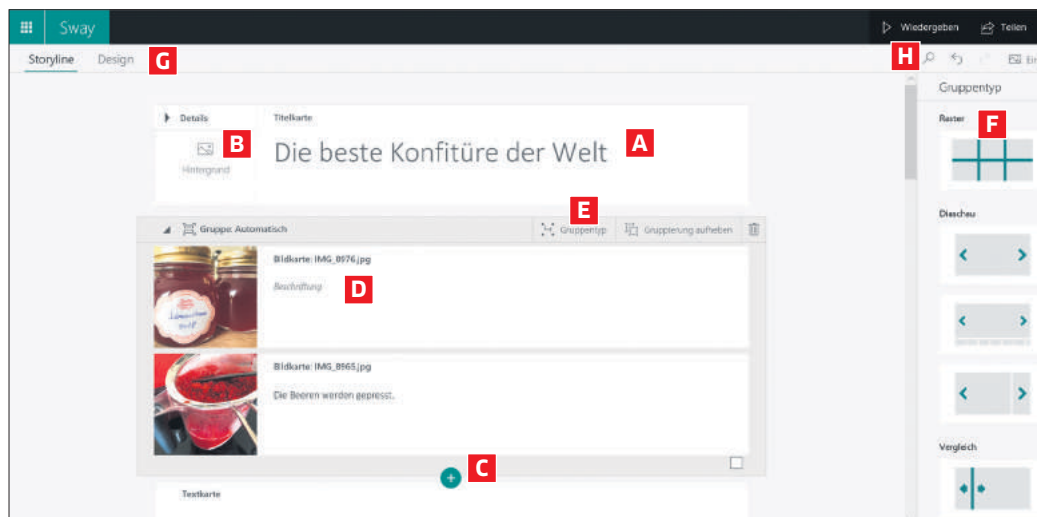 Sway
Wiedergeben
Teilen
Storyline
Design
G
H
Gruppentyp
Details
Titelkarte
Raster
F
B
Hintergrund
Die beste Konfitüre der Welt
A
Diaschau
E
Gruppe: Automatisch
Gruppentyp
Gruppierung aufheben
Bildkarte: IMG_8976.jpg
Beschriftung
D
Bildkarte: IMG_8965.jpg
Die Beeren werden gepresst.
Vergleich
C
Textkarte